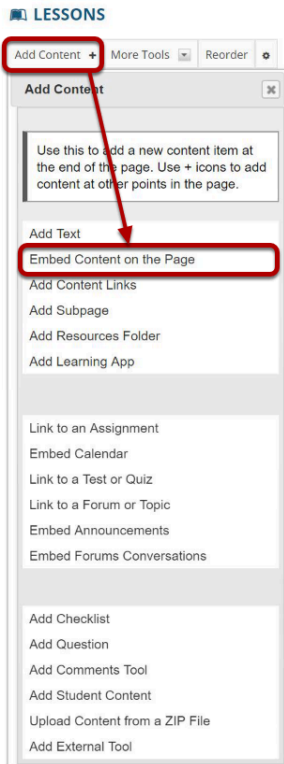 LESSONS
Add Content + More Tools Reorder
Add Content
Use this to add a new content item at
the end of the page. Use + icons to add
content at other points in the page.
Add Text
Embed Content on the Page
Add Content Links
Add Subpage
Add Resources Folder
Add Learning App
Link to an Assignment
Embed Calendar
Link to a Test or Quiz
Link to a Forum or Topic
Embed Announcements
Embed Forums Conversations
Add Checklist
Add Question
Add Comments Tool
Add Student Content
Upload Content from a ZIP File
Add External Tool